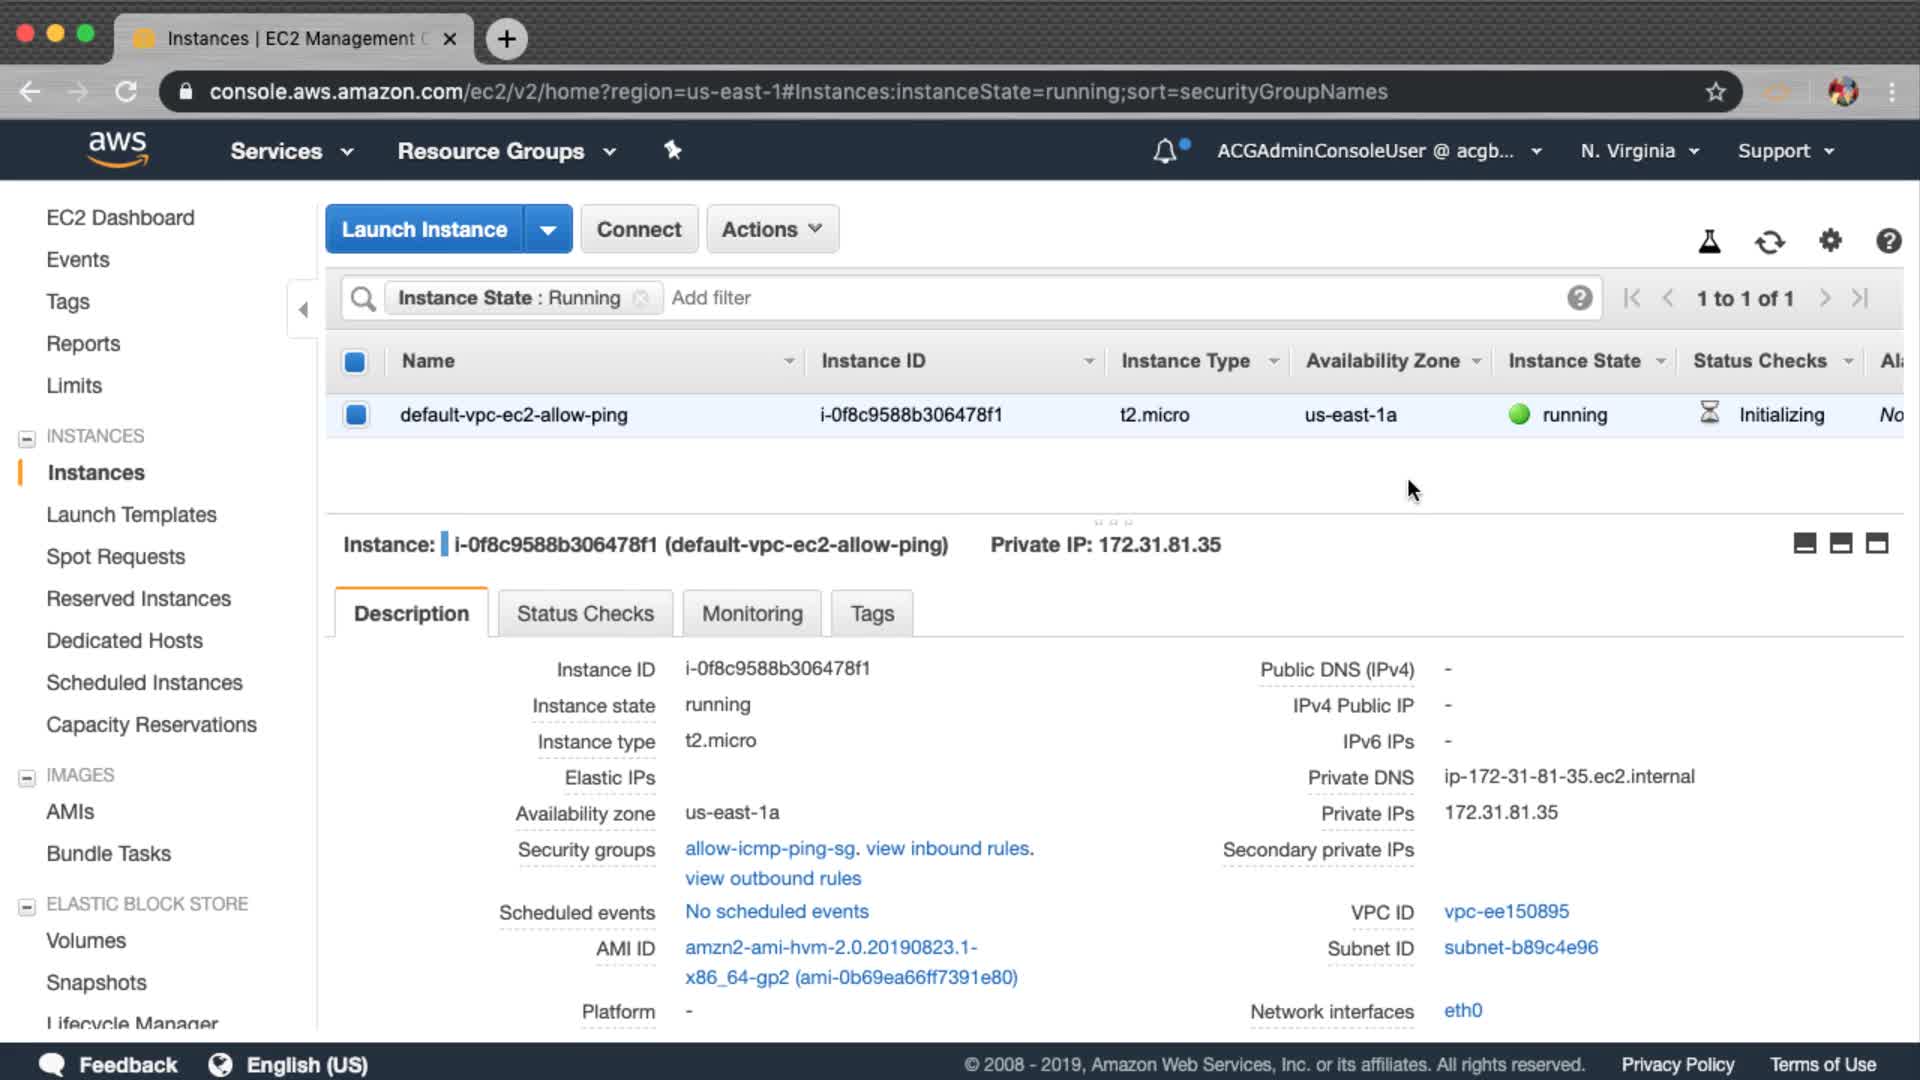 Instances | EC2 Management C
console.aws.amazon.com/ec2/v2/home?region=us-east-1#Instances:instanceState=running;sort=securityGroupNames
aws
Services
Resource Groups
ACGAdminConsoleUser @ acgb...
N. Virginia
Support
EC2 Dashboard
Events
Tags
Reports
Limits
INSTANCES
Instances
Launch Templates
Spot Requests
Reserved Instances
Dedicated Hosts
Scheduled Instances
Capacity Reservations
IMAGES
AMIs
Bundle Tasks
ELASTIC BLOCK STORE
Volumes
Snapshots
Lifecycle Manager
Launch Instance
Connect
Actions
Instance State : Running
Add filter
1 to 1 of 1
Name Instance ID Instance Type Availability Zone Instance State Status Checks Ala
default-vpc-ec2-allow-ping i-0f8c9588b306478f1 t2.micro us-east-1a running Initializing No
Instance: i-0f8c9588b306478f1 (default-vpc-ec2-allow-ping) Private IP: 172.31.81.35
Description Status Checks Monitoring Tags
Instance ID i-0f8c9588b306478f1
Instance state running
Instance type t2.micro
Elastic IPs
Availability zone us-east-1a
Security groups allow-icmp-ping-sg. view inbound rules.
view outbound rules
Scheduled events No scheduled events
AMI ID amzn2-ami-hvm-2.0.20190823.1-
x86_64-gp2 (ami-0b69ea66ff7391e80)
Platform -
Public DNS (IPv4) -
IPv4 Public IP -
IPv6 IPs -
Private DNS ip-172-31-81-35.ec2.internal
Private IPs 172.31.81.35
Secondary private IPs
VPC ID vpc-ee150895
Subnet ID subnet-b89c4e96
Network interfaces eth0
Feedback
English (US)
© 2008 - 2019, Amazon Web Services, Inc. or its affiliates. All rights reserved.
Privacy Policy
Terms of Use